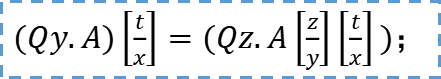 (Qy. A) [t/x] = (Qz. A [z/y] [t/x] );